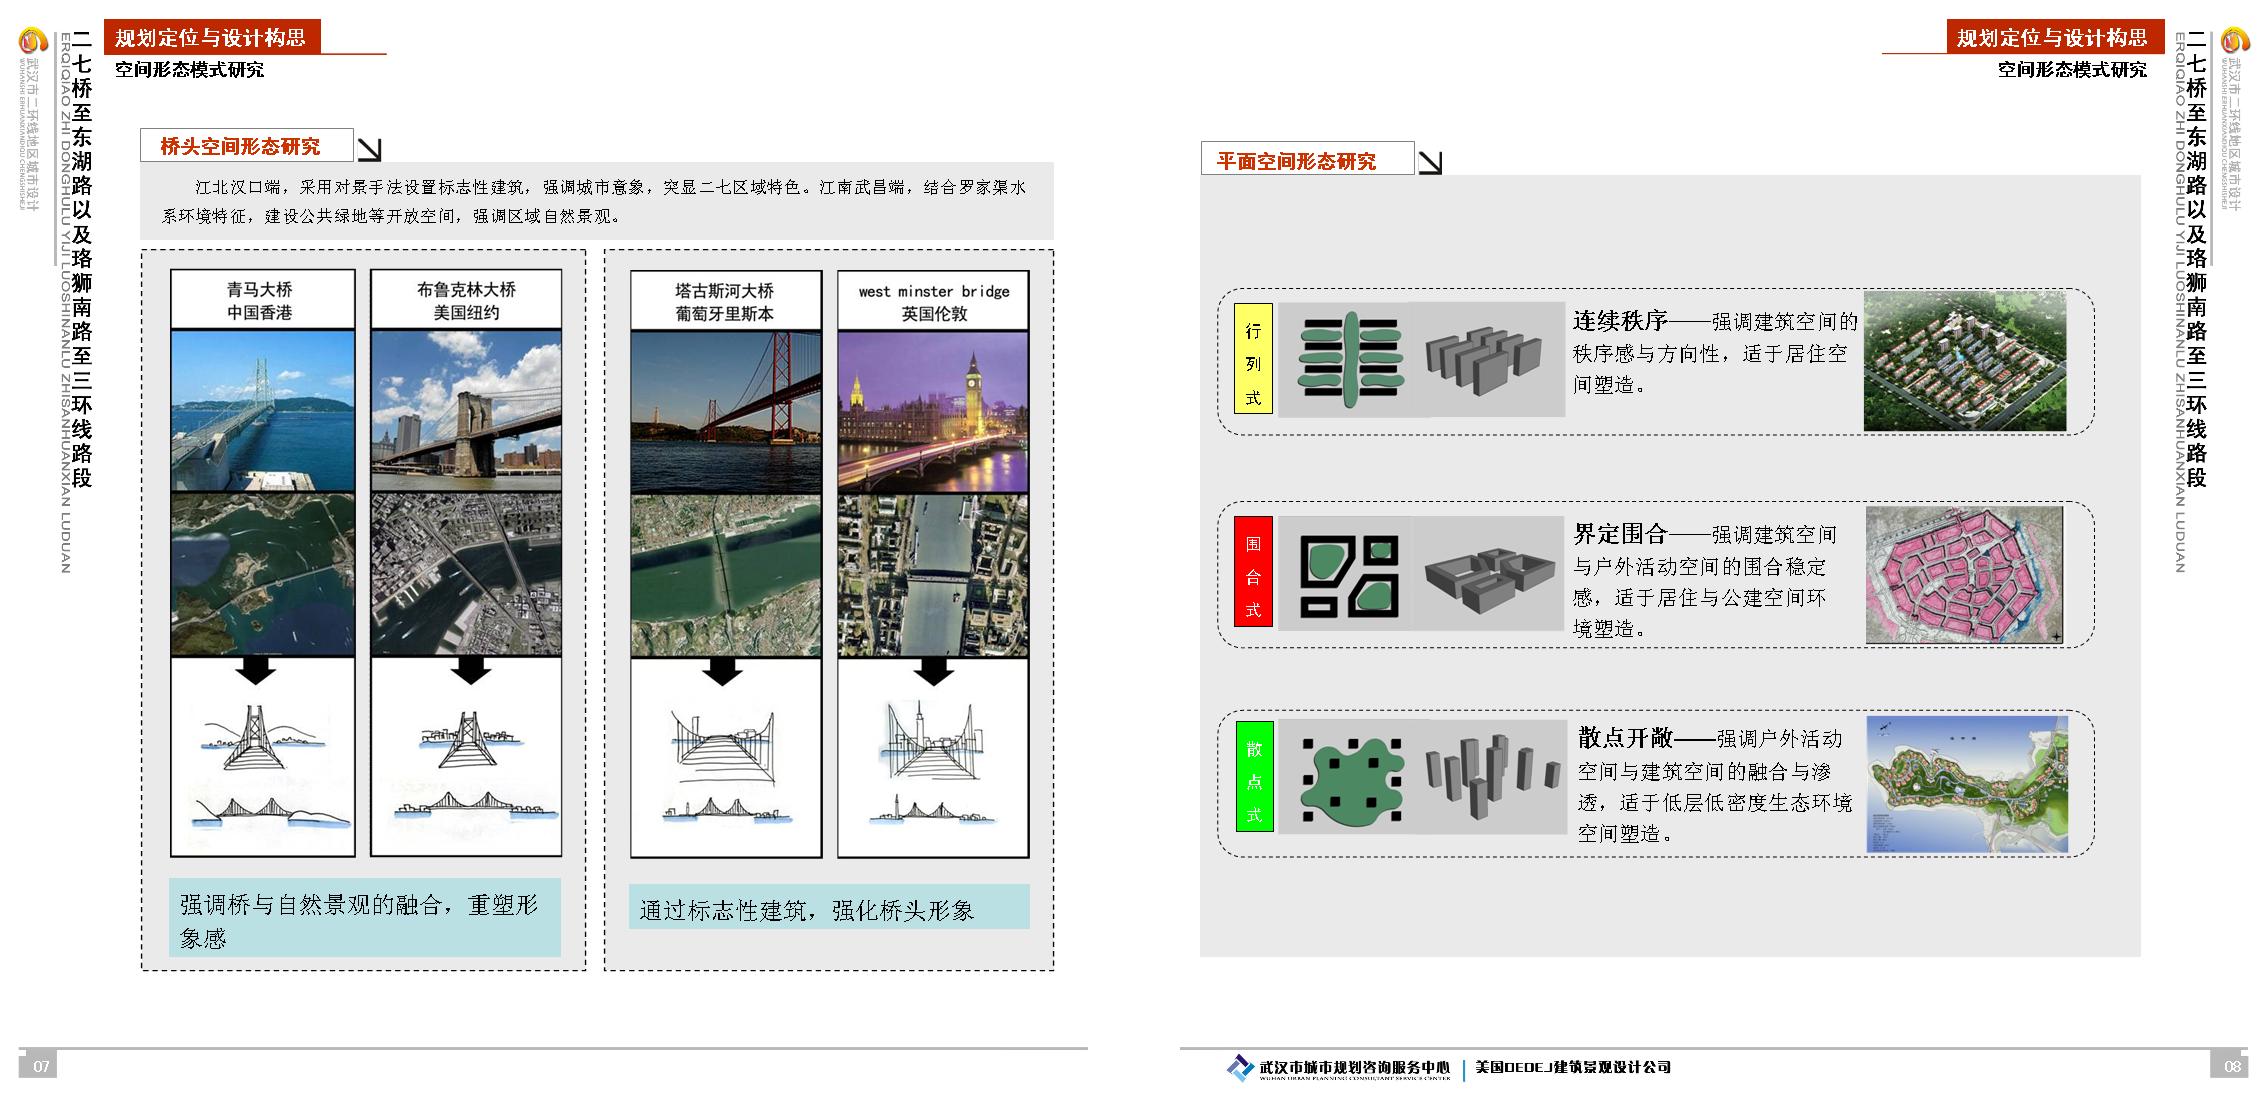 规划定位与设计构思
空间形态模式研究
二七桥至东湖路以及珞狮南路至三环线路段
ERQIQIAO ZHI DONGHULU YIJI LUOSHINANLU ZHISANHUANXIAN LUDUAN
武汉市二环线地区城市设计
桥头空间形态研究
江北汉口端，采用对景手法设置标志性建筑，强调城市意象，突显二七区域特色。江南武昌端，结合罗家渠水
系环境特征，建设公共绿地等开放空间，强调区域自然景观。
青马大桥
中国香港
布鲁克林大桥
美国纽约
塔古斯河大桥
葡萄牙里斯本
west minster bridge
英国伦敦
强调桥与自然景观的融合，重塑形
象感
通过标志性建筑，强化桥头形象
07
规划定位与设计构思
空间形态模式研究
二七桥至东湖路以及珞狮南路至三环线路段
ERQIQIAO ZHI DONGHULU YIJI LUOSHINANLU ZHISANHUANXIAN LUDUAN
武汉市二环线地区城市设计
平面空间形态研究
行列式
连续秩序——强调建筑空间的
秩序感与方向性，适于居住空
间塑造。
围合式
界定围合——强调建筑空间
与户外活动空间的围合稳定
感，适于居住与公建空间环
境塑造。
散点式
散点开敞——强调户外活动
空间与建筑空间的融合与渗
透，适于低层低密度生态环境
空间塑造。
武汉市城市规划咨询服务中心
WUHAN URBAN PLANNING CONSULTANT SERVICE CENTER
美国DEDEJ建筑景观设计公司
08